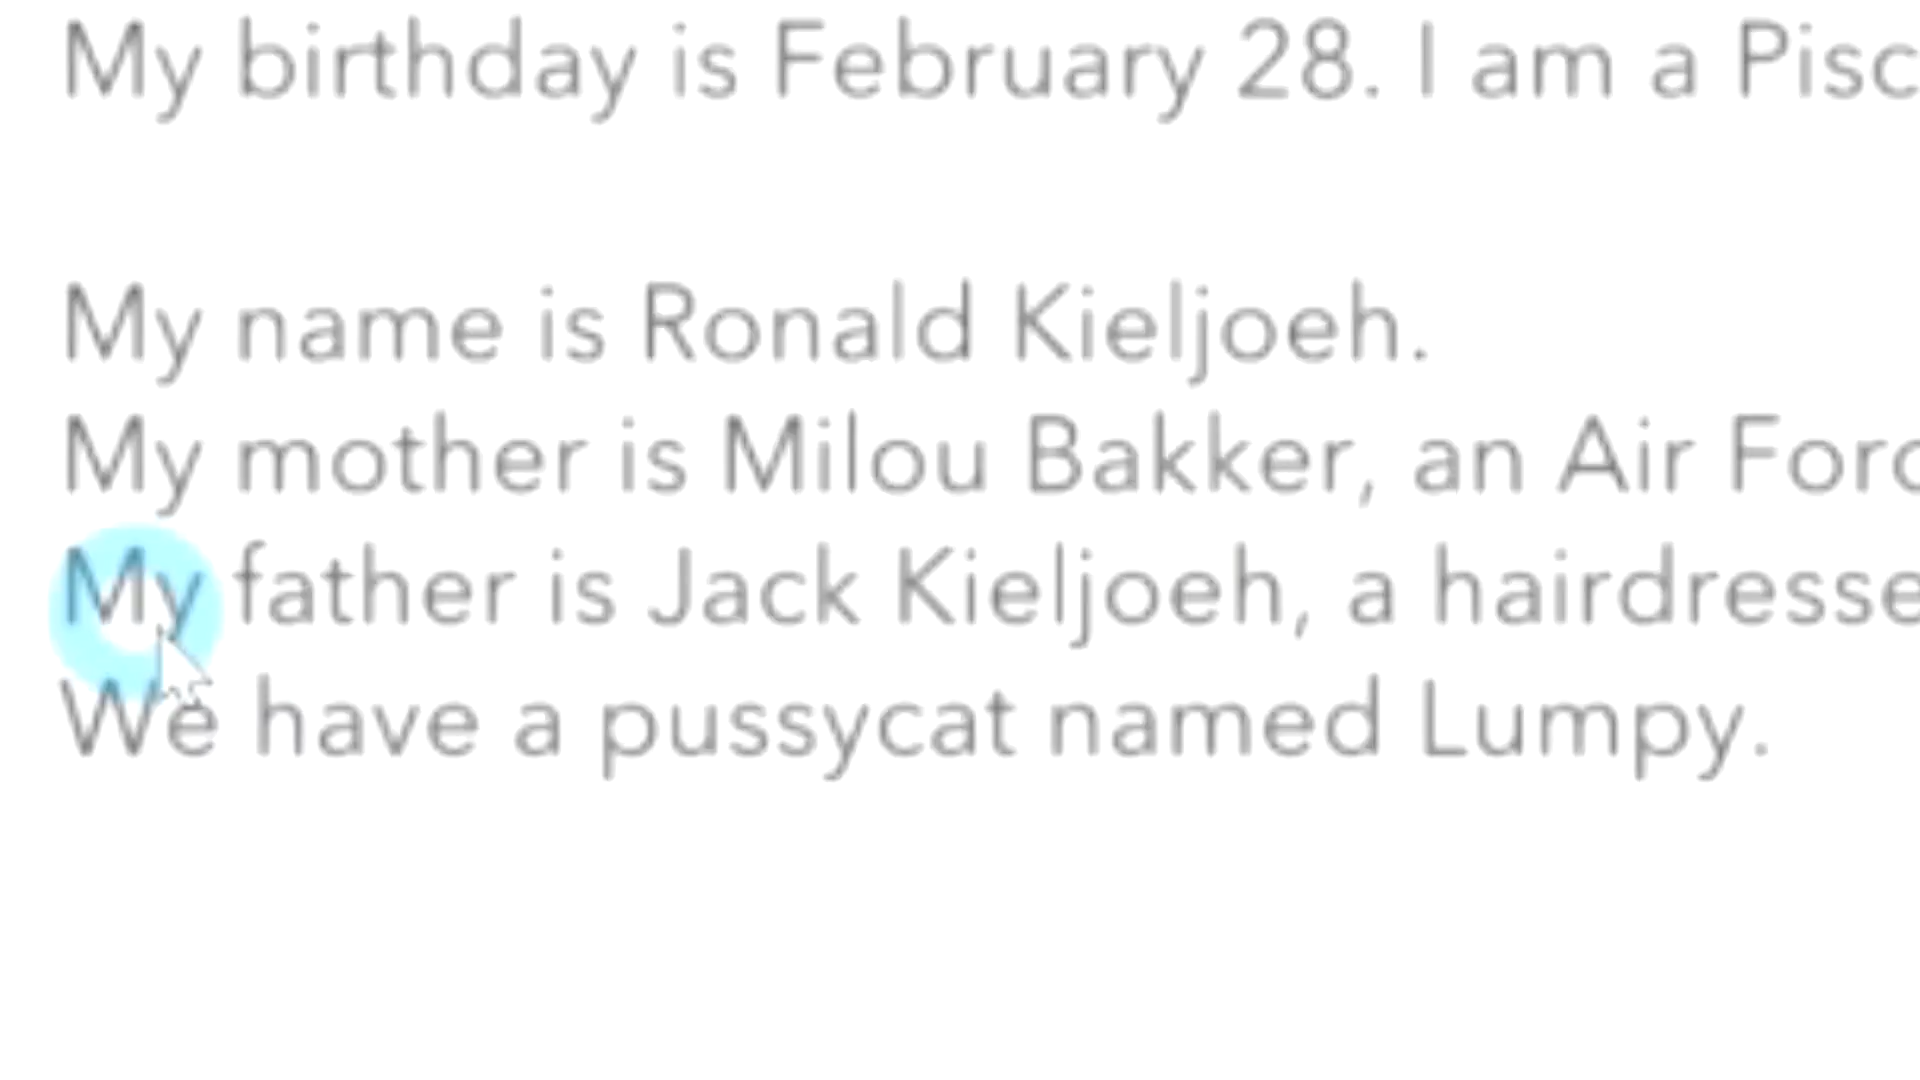 My birthday is February 28. I am a Pisc
My name is Ronald Kieljoeh.
My mother is Milou Bakker, an Air Forc
My father is Jack Kieljoeh, a hairdresse
We have a pussycat named Lumpy.